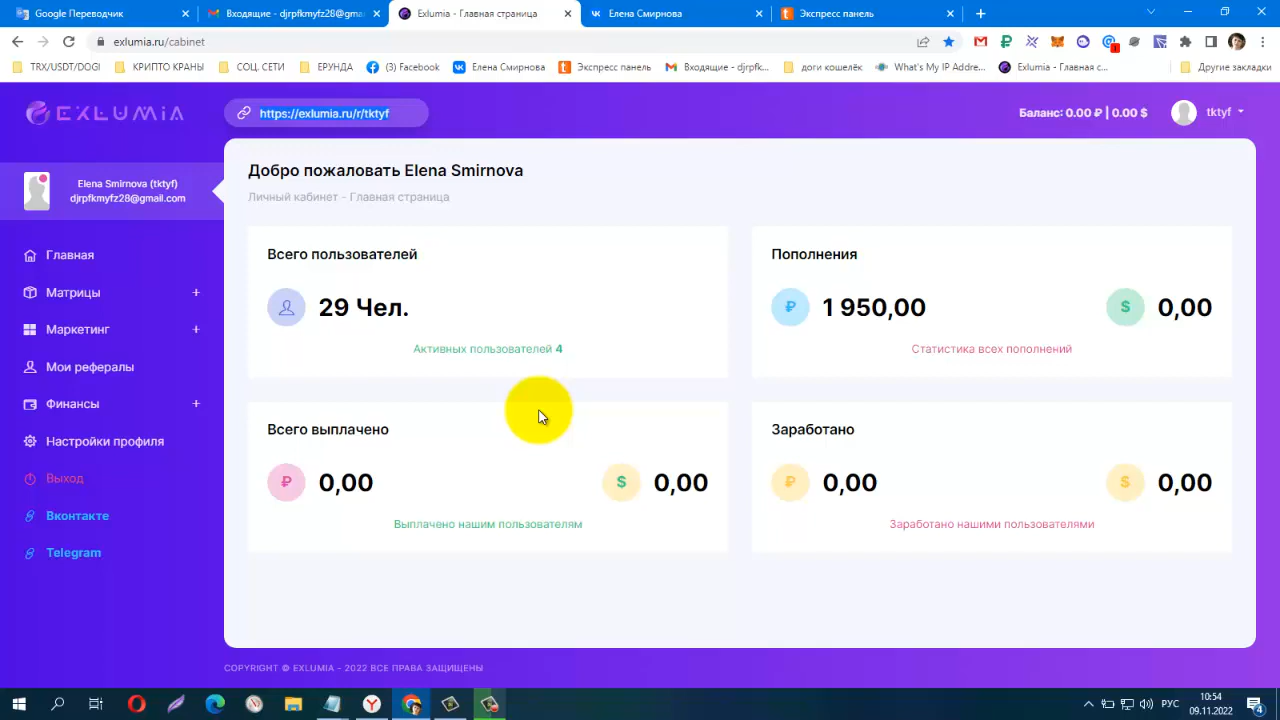 Google Переводчик
Входящие - djrpfkmyfz28@gma
Exlumia - Главная страница
Елена Смирнова
Экспресс панель
exlumia.ru/cabinet
1
TRX/USDT/DOGI
КРИПТО КРАНЫ
СОЦ. СЕТИ
ЕРУНДА
(3) Facebook
Елена Смирнова
Экспресс панель
Входящие - djrpfk...
доги кошелёк
What's My IP Addre...
Exlumia - Главная с...
Другие закладки
EXLUMIA
https://exlumia.ru/r/tktyf
Баланс: 0.00 ₽ | 0.00 $
tktyf
Elena Smirnova (tktyf)
djrpfkmyfz28@gmail.com
Главная
Матрицы +
Маркетинг +
Мои рефералы
Финансы +
Настройки профиля
Выход
Вконтакте
Telegram
Добро пожаловать Elena Smirnova
Личный кабинет - Главная страница
Всего пользователей
29 Чел.
Активных пользователей 4
Пополнения
₽ 1 950,00
$ 0,00
Статистика всех пополнений
Всего выплачено
₽ 0,00
$ 0,00
Выплачено нашим пользователям
Заработано
₽ 0,00
$ 0,00
Заработано нашими пользователями
COPYRIGHT © EXLUMIA - 2022 ВСЕ ПРАВА ЗАЩИЩЕНЫ
РУС
10:54
09.11.2022
4